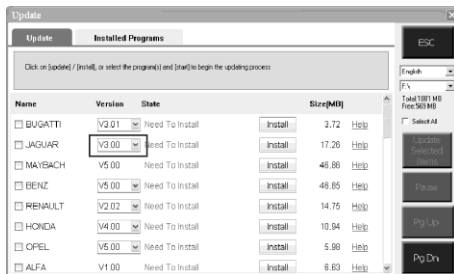 Update
Update Installed Programs
ESC
Click on [update] / [install], or select the program(s) and [start] to begin the updating process
English
F:\
Total:1881 MB
Free:563 MB
Select All
Name Version State Size[MB]
BUGATTI V3.01 Need To Install Install 3.72 Help
JAGUAR V3.00 Need To Install Install 17.26 Help
Update Selected Items
MAYBACH V5.00 Need To Install Install 46.86 Help
BENZ V5.00 Need To Install Install 46.85 Help
Pause
RENAULT V2.02 Need To Install Install 14.75 Help
HONDA V4.00 Need To Install Install 10.94 Help
Pg Up
OPEL V5.00 Need To Install Install 5.98 Help
ALFA V1.00 Need To Install Install 6.63 Help
Pg Dn